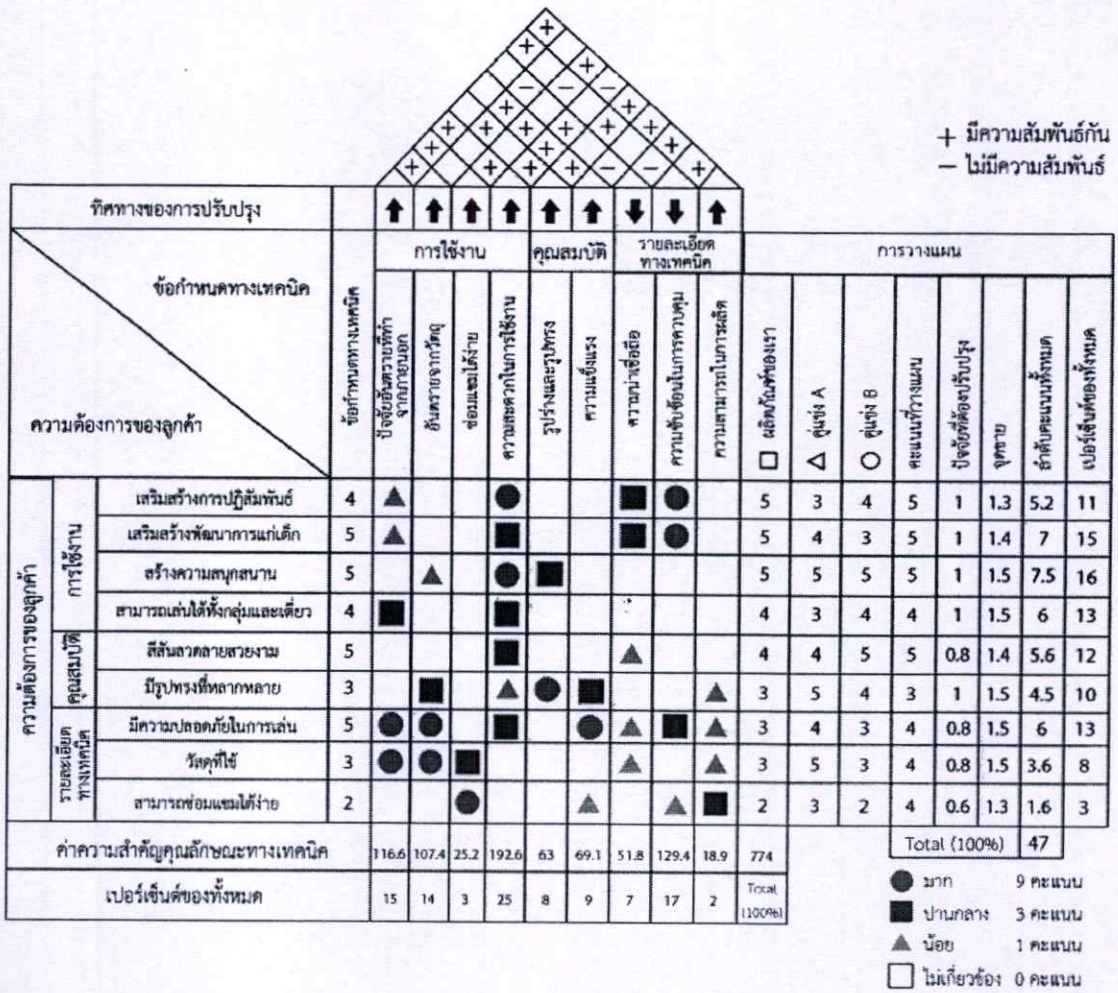 + มีความสัมพันธ์กัน
− ไม่มีความสัมพันธ์
ทิศทางของการปรับปรุง
การใช้งาน คุณสมบัติ รายละเอียดทางเทคนิค การวางแผน
ข้อกำหนดทางเทคนิค
ความต้องการของลูกค้า
ข้อกำหนดทางเทคนิค
ปัจจัยอันตรายที่ทำจากภายนอก
อันตรายจากวัตถุ
ซ่อมแซมได้ง่าย
ความสะดวกในการใช้งาน
รูปร่างและรูปทรง
ความแข็งแรง
ความน่าเชื่อถือ
ความซับซ้อนในการควบคุม
ความสามารถในการผลิต
ผลิตภัณฑ์ของเรา
คู่แข่ง A
คู่แข่ง B
คะแนนที่วางแผน
ปัจจัยที่ต้องปรับปรุง
จุดขาย
ลำดับคะแนนทั้งหมด
เปอร์เซ็นต์ของทั้งหมด
ความต้องการของลูกค้า
การใช้งาน
เสริมสร้างการปฏิสัมพันธ์ 4 5 3 4 5 1 1.3 5.2 11
เสริมสร้างพัฒนาการแก่เด็ก 5 5 4 3 5 1 1.4 7 15
สร้างความสนุกสนาน 5 5 5 5 5 1 1.5 7.5 16
สามารถเล่นได้ทั้งกลุ่มและเดี่ยว 4 4 3 4 4 1 1.5 6 13
คุณสมบัติ
สีสันลวดลายสวยงาม 5 4 4 5 5 0.8 1.4 5.6 12
มีรูปทรงที่หลากหลาย 3 3 5 4 3 1 1.5 4.5 10
รายละเอียดทางเทคนิค
มีความปลอดภัยในการเล่น 5 3 4 3 4 0.8 1.5 6 13
วัสดุที่ใช้ 3 3 5 3 4 0.8 1.5 3.6 8
สามารถซ่อมแซมได้ง่าย 2 2 3 2 4 0.6 1.3 1.6 3
ค่าความสำคัญคุณลักษณะทางเทคนิค 116.6 107.4 25.2 192.6 63 69.1 51.8 129.4 18.9 774
Total (100%) 47
เปอร์เซ็นต์ของทั้งหมด 15 14 3 25 8 9 7 17 2 Total (100%)
มาก 9 คะแนน
ปานกลาง 3 คะแนน
น้อย 1 คะแนน
ไม่เกี่ยวข้อง 0 คะแนน